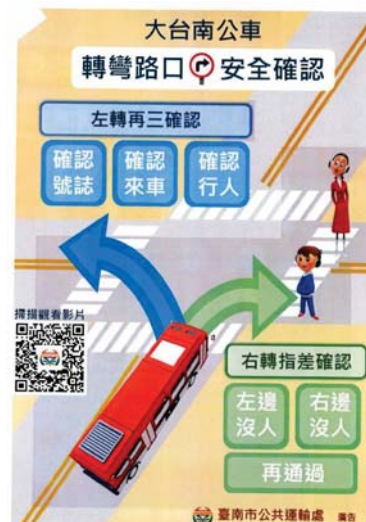 大台南公車
轉彎路口 安全確認
左轉再三確認
確認
號誌
確認
來車
確認
行人
掃描觀看影片
右轉指差確認
左邊
沒人
右邊
沒人
再通過
臺南市公共運輸處 廣告